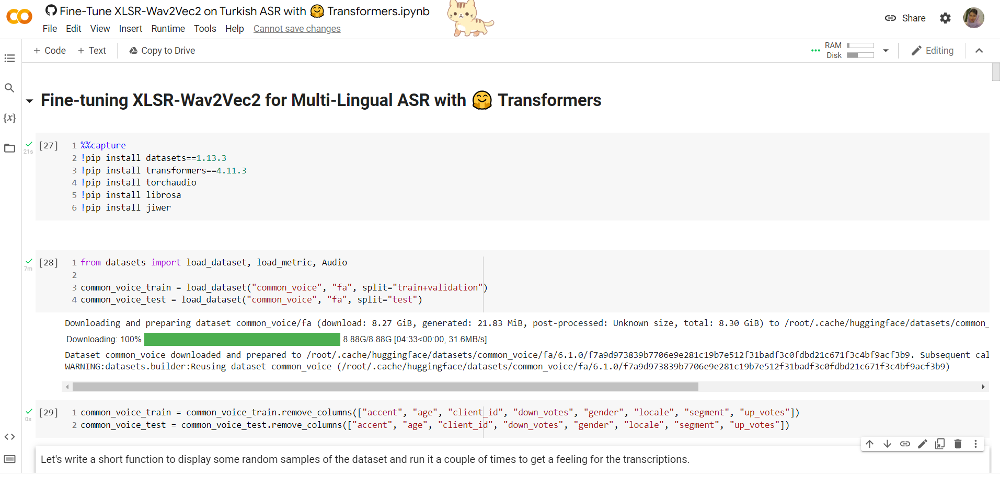 Fine-Tune XLSR-Wav2Vec2 on Turkish ASR with 🤗 Transformers.ipynb
File Edit View Insert Runtime Tools Help Cannot save changes
Share
+ Code + Text Copy to Drive
RAM
Disk
Editing
Fine-tuning XLSR-Wav2Vec2 for Multi-Lingual ASR with 🤗 Transformers
21s
[27]
1 %%capture
2 !pip install datasets==1.13.3
3 !pip install transformers==4.11.3
4 !pip install torchaudio
5 !pip install librosa
6 !pip install jiwer
7m
[28]
1 from datasets import load_dataset, load_metric, Audio
2
3 common_voice_train = load_dataset("common_voice", "fa", split="train+validation")
4 common_voice_test = load_dataset("common_voice", "fa", split="test")
Downloading and preparing dataset common_voice/fa (download: 8.27 GiB, generated: 21.83 MiB, post-processed: Unknown size, total: 8.30 GiB) to /root/.cache/huggingface/datasets/common_
Downloading: 100% 8.88G/8.88G [04:33<00:00, 31.6MB/s]
Dataset common_voice downloaded and prepared to /root/.cache/huggingface/datasets/common_voice/fa/6.1.0/f7a9d973839b7706e9e281c19b7e512f31badf3c0fdbd21c671f3c4bf9acf3b9. Subsequent cal
WARNING:datasets.builder:Reusing dataset common_voice (/root/.cache/huggingface/datasets/common_voice/fa/6.1.0/f7a9d973839b7706e9e281c19b7e512f31badf3c0fdbd21c671f3c4bf9acf3b9)
0s
[29]
1 common_voice_train = common_voice_train.remove_columns(["accent", "age", "client_id", "down_votes", "gender", "locale", "segment", "up_votes"])
2 common_voice_test = common_voice_test.remove_columns(["accent", "age", "client_id", "down_votes", "gender", "locale", "segment", "up_votes"])
Let's write a short function to display some random samples of the dataset and run it a couple of times to get a feeling for the transcriptions.